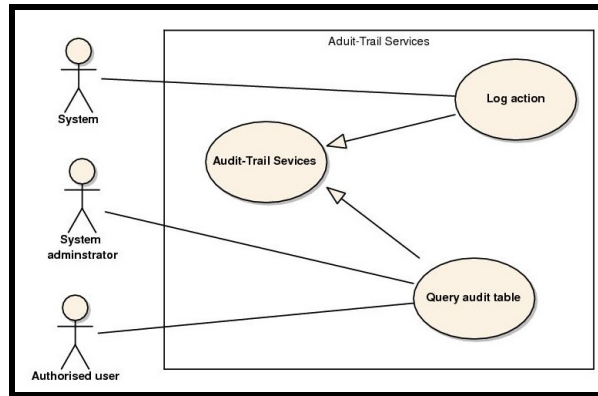 Aduit-Trail Services
System
Log action
Audit-Trail Sevices
System
adminstrator
Query audit table
Authorised user